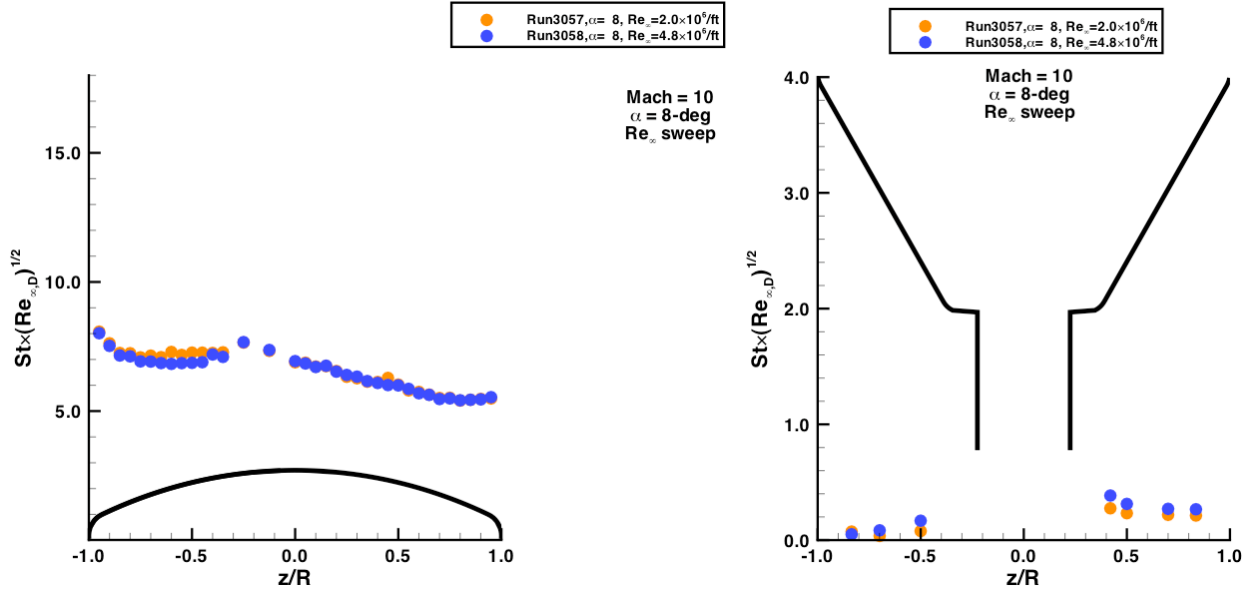 Run3057,α= 8, Re∞=2.0×10⁶/ft
Run3058,α= 8, Re∞=4.8×10⁶/ft
Mach = 10
α = 8-deg
Re∞ sweep
15.0
10.0
5.0
St×(Re∞,D)^1/2
-1.0 -0.5 0.0 0.5 1.0
z/R
Run3057,α= 8, Re∞=2.0×10⁶/ft
Run3058,α= 8, Re∞=4.8×10⁶/ft
Mach = 10
α = 8-deg
Re∞ sweep
4.0
3.0
2.0
1.0
0.0
St×(Re∞,D)^1/2
-1.0 -0.5 0.0 0.5 1.0
z/R